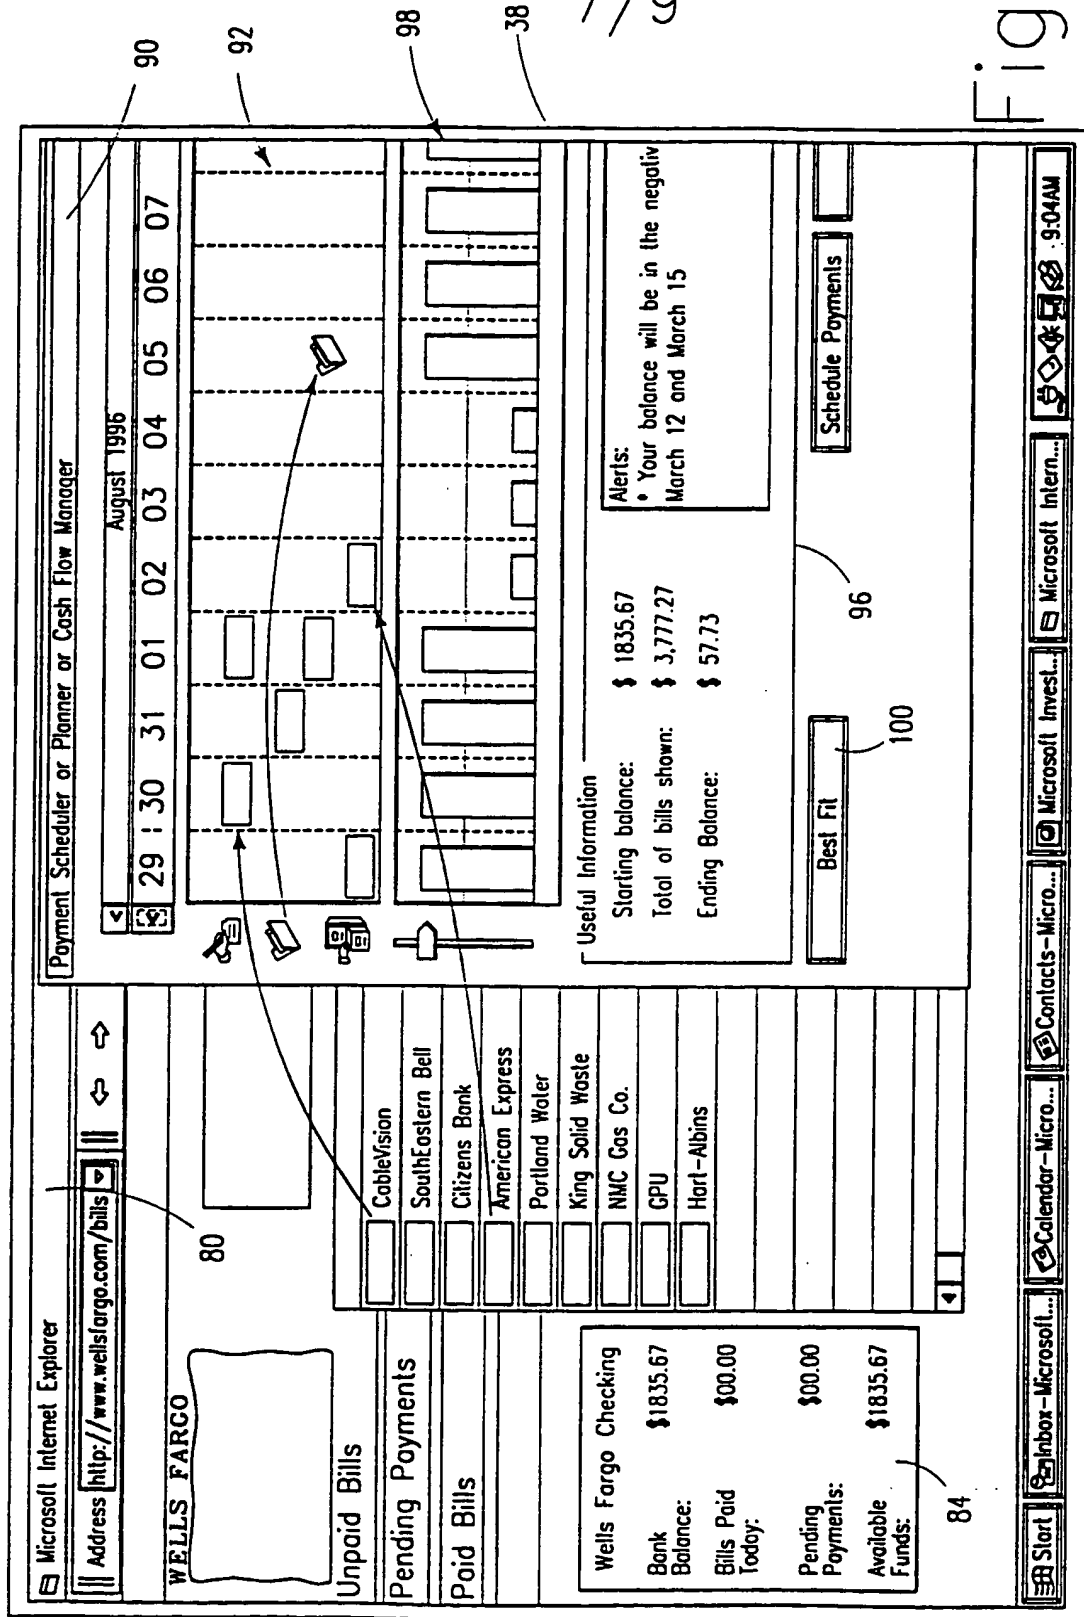 7/9
Fig
90
92
98
38
Microsoft Internet Explorer
Address http://www.wellsfargo.com/bills
80
WELLS FARGO
Unpaid Bills
Pending Payments
Paid Bills
CableVision
SouthEastern Bell
Citizens Bank
American Express
Portland Water
King Solid Waste
NMC Gas Co.
GPU
Hart-Albins
Wells Fargo Checking
Bank Balance: $1835.67
Bills Paid Today: $00.00
Pending Payments: $00.00
Available Funds: $1835.67
84
Payment Scheduler or Planner or Cash Flow Manager
August 1996
29 30 31 01 02 03 04 05 06 07
Useful Information
Starting balance: $ 1835.67
Total of bills shown: $ 3,777.27
Ending Balance: $ 57.73
Alerts:
* Your balance will be in the negativ
March 12 and March 15
96
Best Fit
100
Schedule Payments
Start
Inbox-Microsoft...
Calendar-Micro...
Contacts-Micro...
Microsoft Invest...
Microsoft Intern...
9:04AM